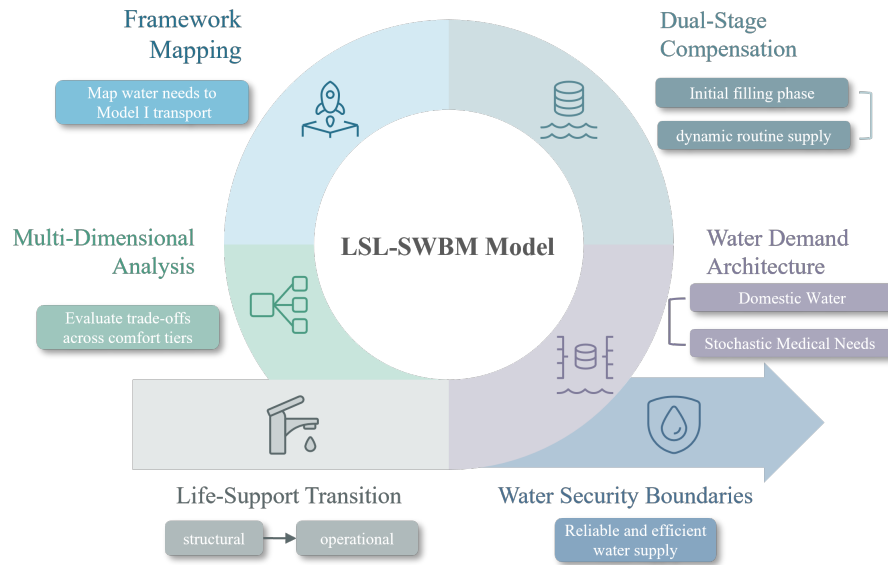 Framework
Mapping
Map water needs to
Model I transport
Dual-Stage
Compensation
Initial filling phase
dynamic routine supply
Multi-Dimensional
Analysis
Evaluate trade-offs
across comfort tiers
LSL-SWBM Model
Water Demand
Architecture
Domestic Water
Stochastic Medical Needs
Life-Support Transition
structural
operational
Water Security Boundaries
Reliable and efficient
water supply